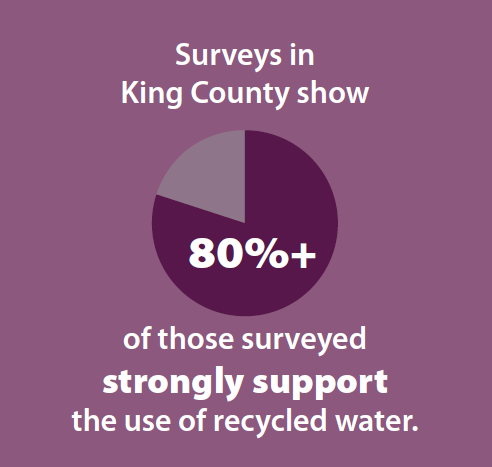 Surveys in
King County show
80%+
of those surveyed
strongly support
the use of recycled water.